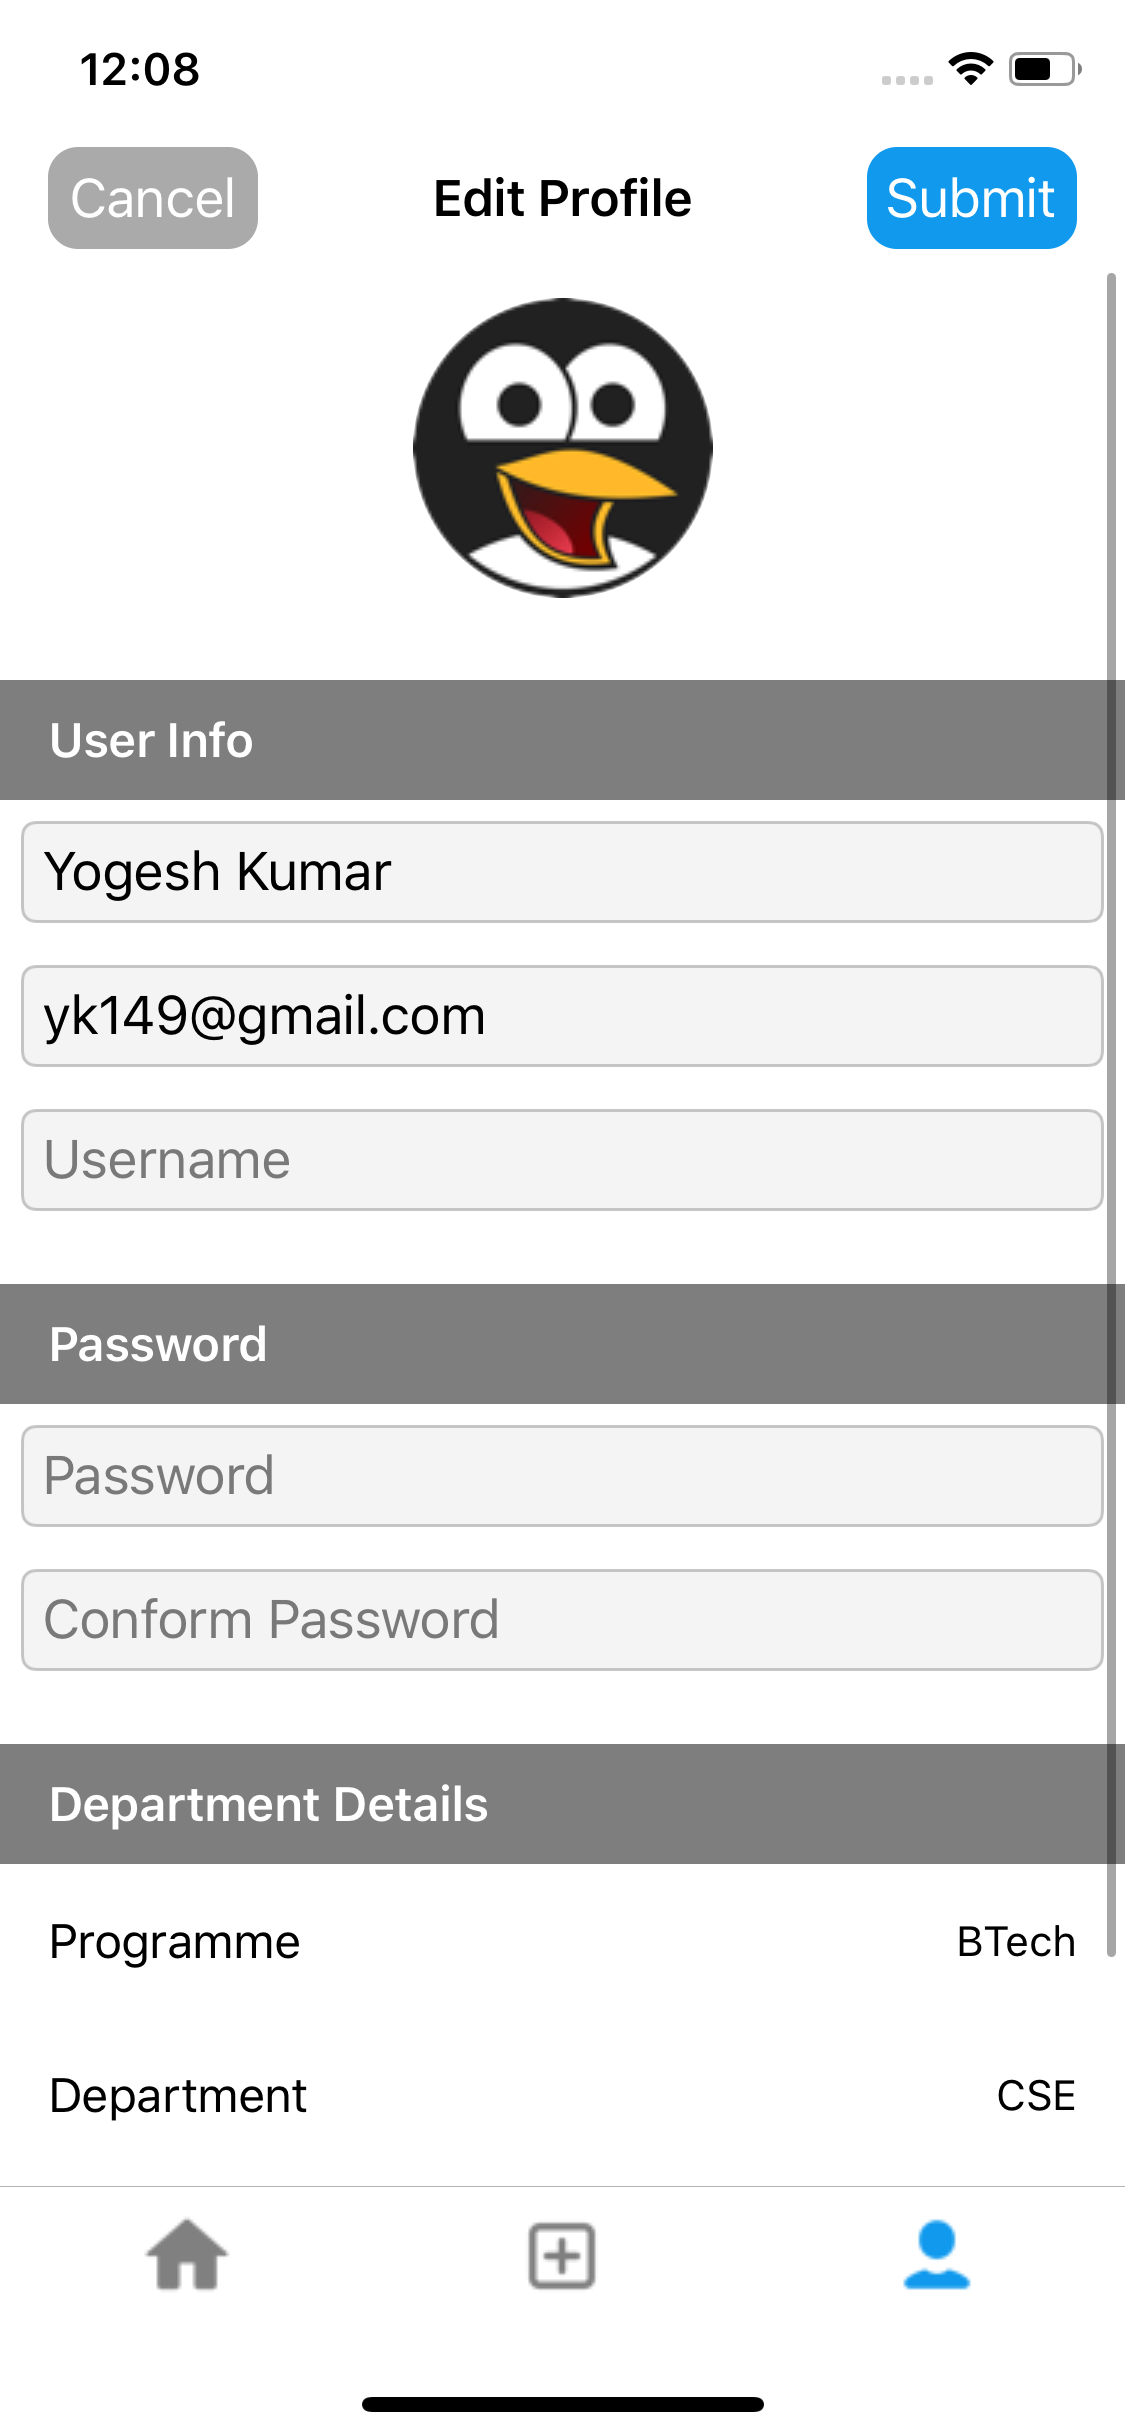 12:08
Cancel
Edit Profile
Submit
User Info
Yogesh Kumar
yk149@gmail.com
Username
Password
Password
Conform Password
Department Details
Programme
BTech
Department
CSE